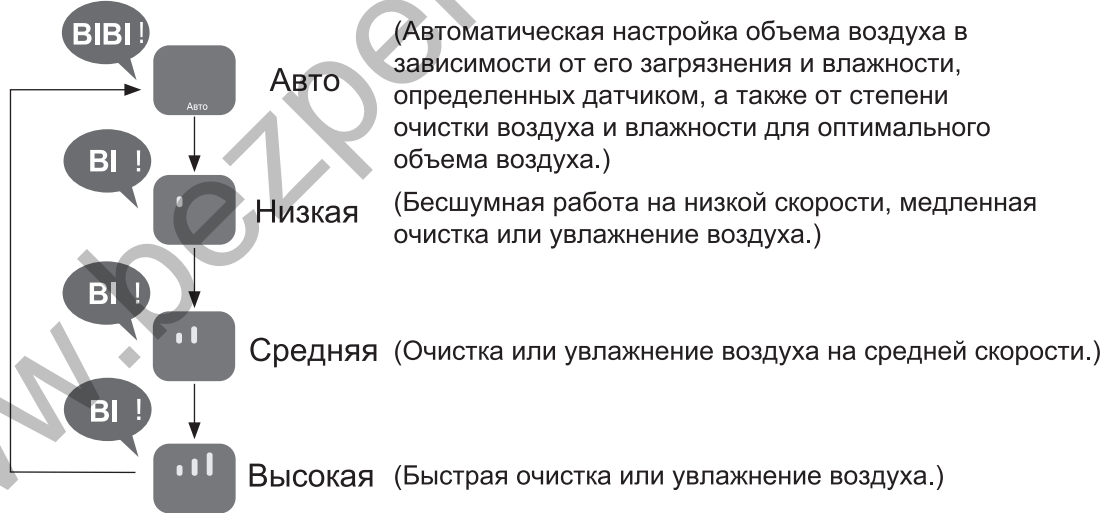 BIBI !
Авто
Авто
(Автоматическая настройка объема воздуха в
зависимости от его загрязнения и влажности,
определенных датчиком, а также от степени
очистки воздуха и влажности для оптимального
объема воздуха.)
BI !
Низкая
(Бесшумная работа на низкой скорости, медленная
очистка или увлажнение воздуха.)
BI !
Средняя
(Очистка или увлажнение воздуха на средней скорости.)
BI !
Высокая
(Быстрая очистка или увлажнение воздуха.)
w.bezpe